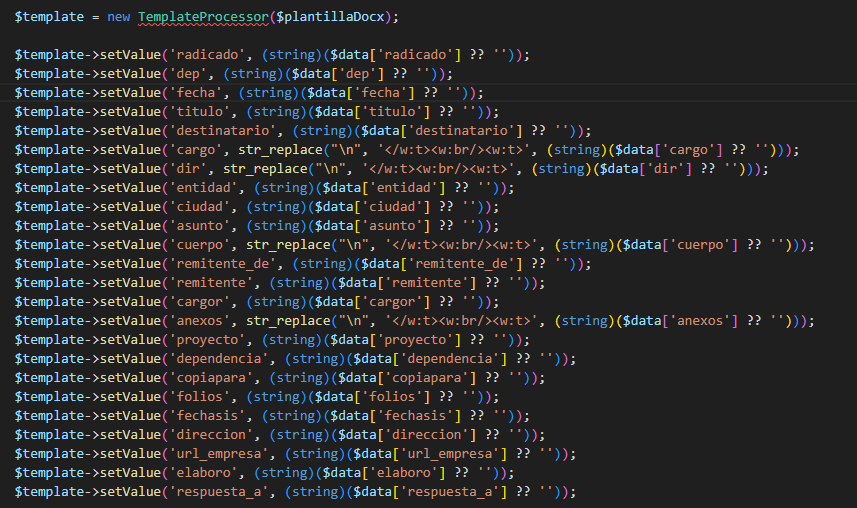 $template = new TemplateProcessor($plantillaDocx);
$template->setValue('radicado', (string)($data['radicado'] ?? ''));
$template->setValue('dep', (string)($data['dep'] ?? ''));
$template->setValue('fecha', (string)($data['fecha'] ?? ''));
$template->setValue('titulo', (string)($data['titulo'] ?? ''));
$template->setValue('destinatario', (string)($data['destinatario'] ?? ''));
$template->setValue('cargo', str_replace("\n", '</w:t><w:br/><w:t>', (string)($data['cargo'] ?? '')));
$template->setValue('dir', str_replace("\n", '</w:t><w:br/><w:t>', (string)($data['dir'] ?? '')));
$template->setValue('entidad', (string)($data['entidad'] ?? ''));
$template->setValue('ciudad', (string)($data['ciudad'] ?? ''));
$template->setValue('asunto', (string)($data['asunto'] ?? ''));
$template->setValue('cuerpo', str_replace("\n", '</w:t><w:br/><w:t>', (string)($data['cuerpo'] ?? '')));
$template->setValue('remitente_de', (string)($data['remitente_de'] ?? ''));
$template->setValue('remitente', (string)($data['remitente'] ?? ''));
$template->setValue('cargor', (string)($data['cargor'] ?? ''));
$template->setValue('anexos', str_replace("\n", '</w:t><w:br/><w:t>', (string)($data['anexos'] ?? '')));
$template->setValue('proyecto', (string)($data['proyecto'] ?? ''));
$template->setValue('dependencia', (string)($data['dependencia'] ?? ''));
$template->setValue('copiapara', (string)($data['copiapara'] ?? ''));
$template->setValue('folios', (string)($data['folios'] ?? ''));
$template->setValue('fechasis', (string)($data['fechasis'] ?? ''));
$template->setValue('direccion', (string)($data['direccion'] ?? ''));
$template->setValue('url_empresa', (string)($data['url_empresa'] ?? ''));
$template->setValue('elaboro', (string)($data['elaboro'] ?? ''));
$template->setValue('respuesta_a', (string)($data['respuesta_a'] ?? ''));